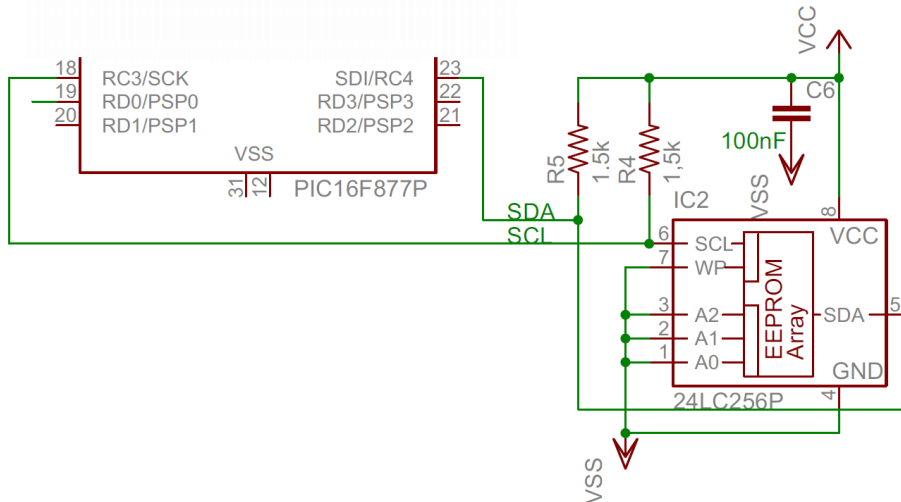 VCC
18 RC3/SCK SDI/RC4 23
19 RD0/PSP0 RD3/PSP3 22
20 RD1/PSP1 RD2/PSP2 21
VSS
31 12 PIC16F877P
C6
100nF
VSS
R5 1.5k
R4 1,5k
SDA
SCL
IC2
8 VCC
6 SCL
7 WP
3 A2
2 A1
1 A0
EEPROM
Array
SDA 5
GND
4
24LC256P
VSS